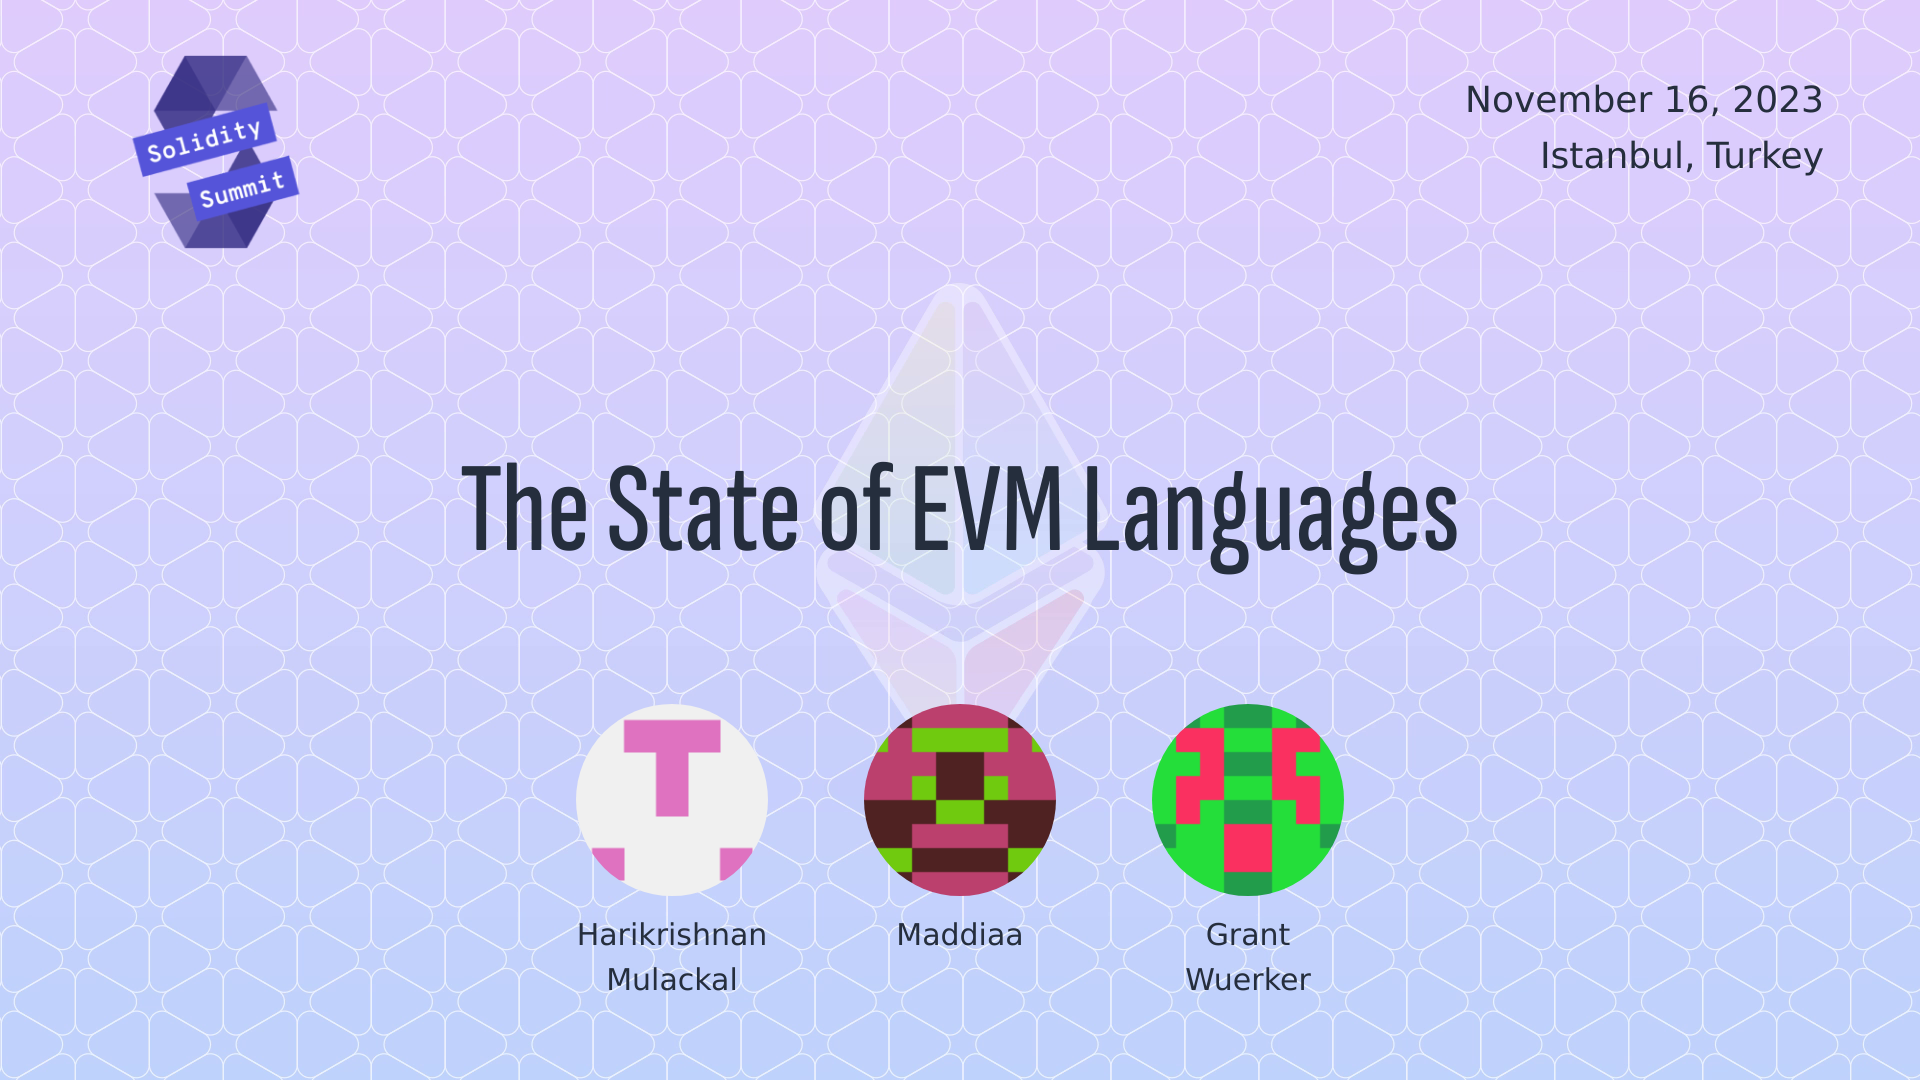 Solidity
Summit
November 16, 2023
Istanbul, Turkey
The State of EVM Languages
Harikrishnan
Mulackal
Maddiaa
Grant
Wuerker